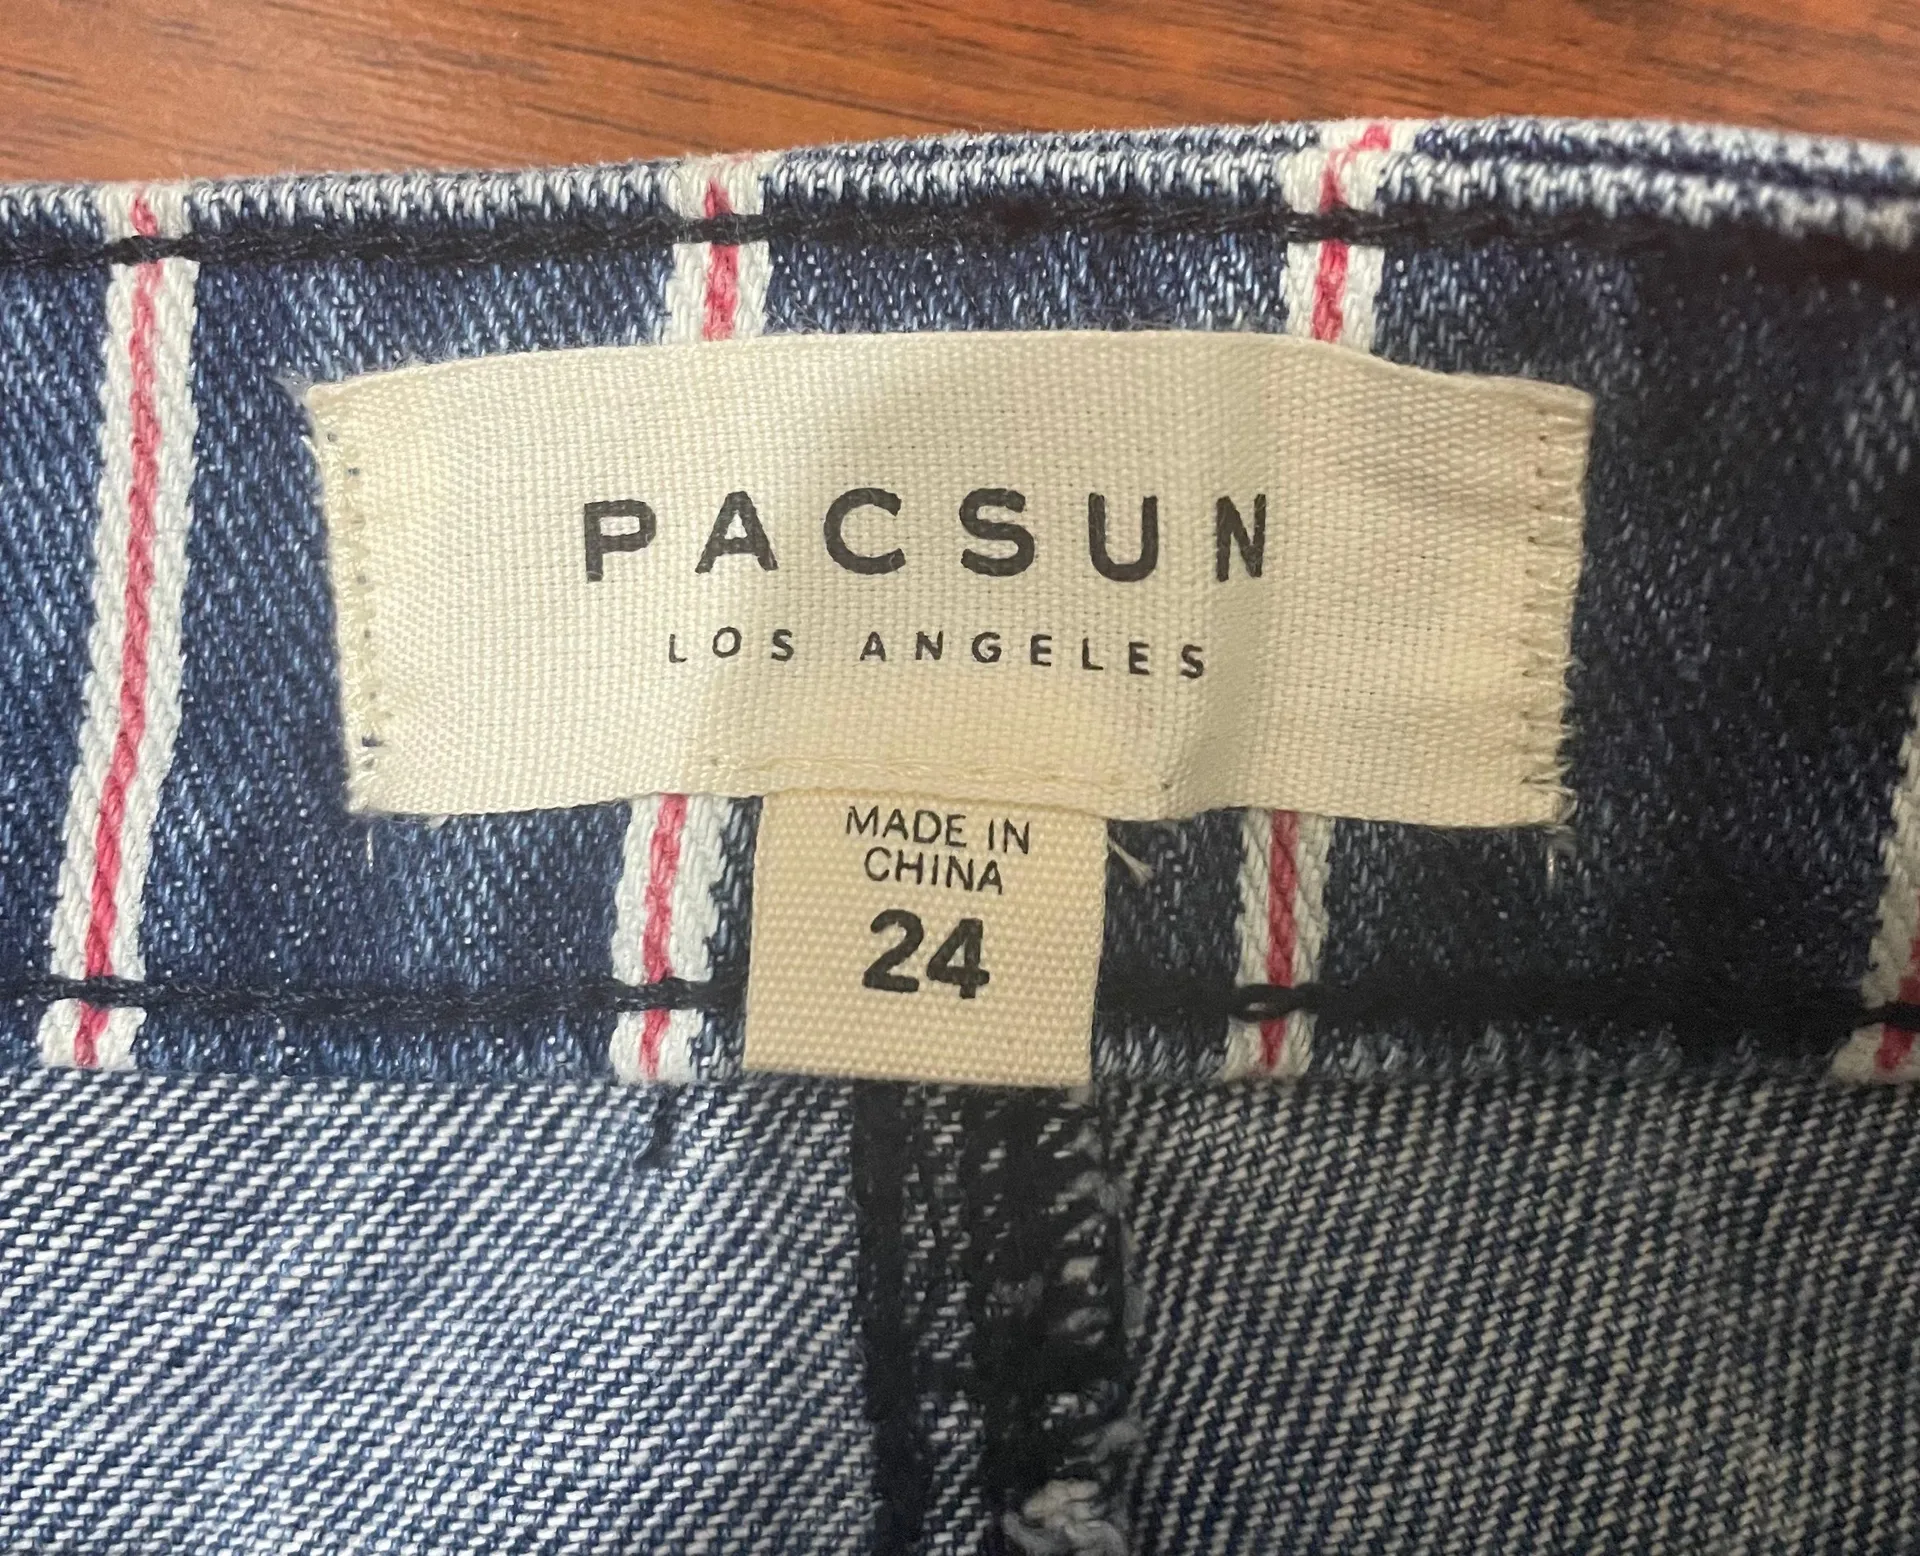 PACSUN
LOS ANGELES
MADE IN
CHINA
24